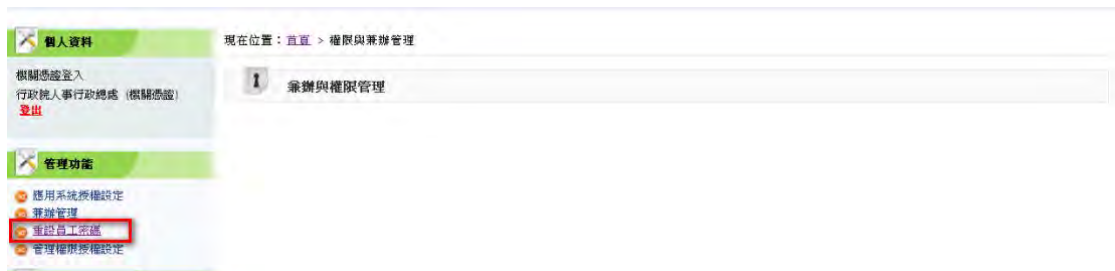 個人資料
現在位置：首頁 > 權限與兼辦管理
機關憑證登入
行政院人事行政總處 (機關憑證)
登出
兼辦與權限管理
管理功能
應用系統授權設定
兼辦管理
重設員工密碼
管理權限授權設定